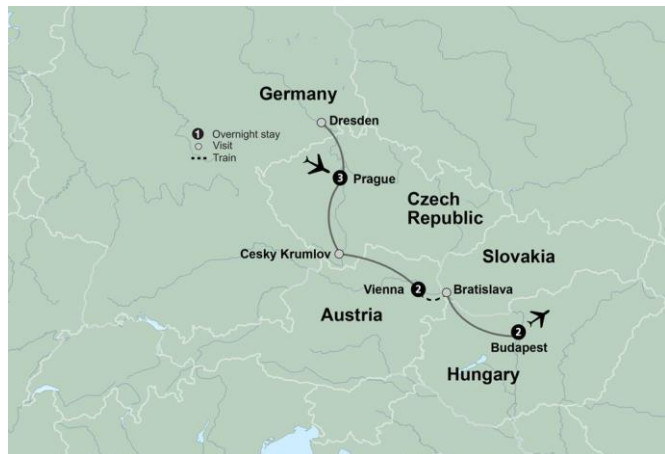 Germany
Dresden
1 Overnight stay
Visit
Train
3 Prague
Czech
Republic
Cesky Krumlov
Slovakia
Vienna 2
Bratislava
Austria
2
Budapest
Hungary